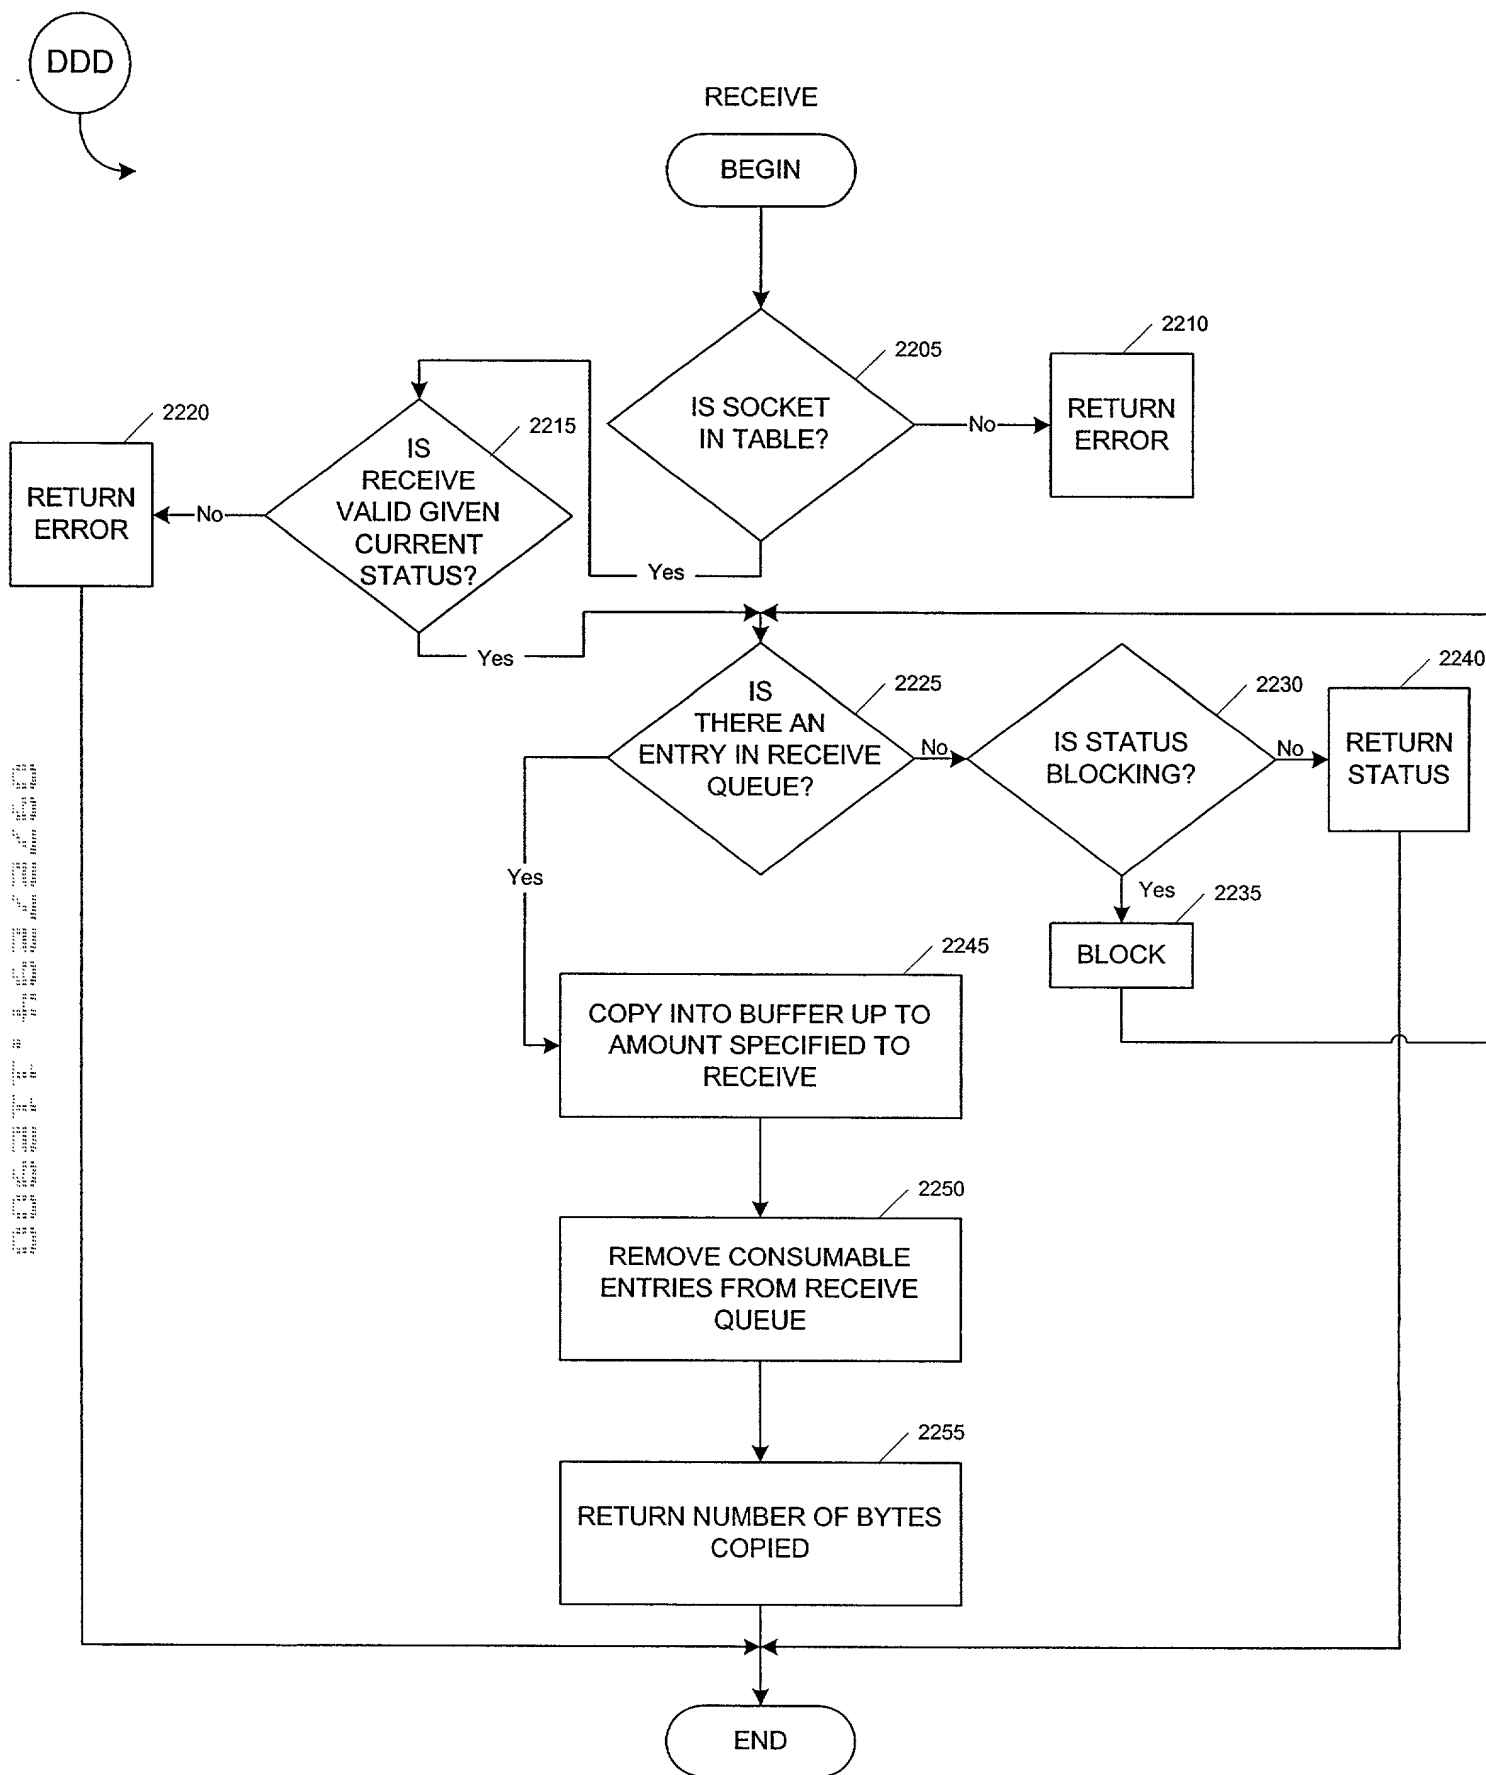 DDD
RECEIVE
BEGIN
2205
IS SOCKET
IN TABLE?
No
2210
RETURN
ERROR
Yes
2215
IS
RECEIVE
VALID GIVEN
CURRENT
STATUS?
No
2220
RETURN
ERROR
Yes
2225
IS
THERE AN
ENTRY IN RECEIVE
QUEUE?
No
2230
IS STATUS
BLOCKING?
No
2240
RETURN
STATUS
Yes
Yes
2235
BLOCK
2245
COPY INTO BUFFER UP TO
AMOUNT SPECIFIED TO
RECEIVE
2250
REMOVE CONSUMABLE
ENTRIES FROM RECEIVE
QUEUE
2255
RETURN NUMBER OF BYTES
COPIED
END